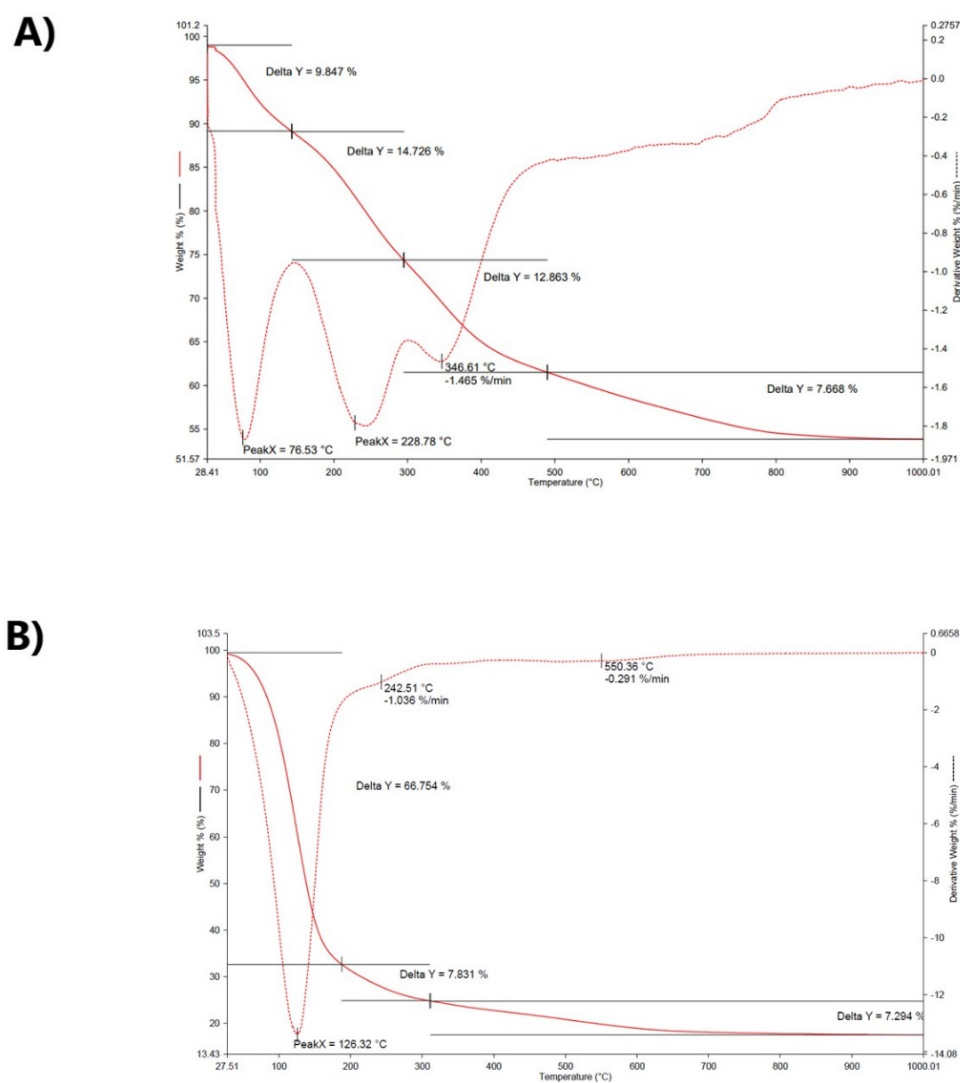 A)
101.2
100
95
90
85
80
75
70
65
60
55
51.57
Weight % (%)
Delta Y = 9.847 %
Delta Y = 14.726 %
Delta Y = 12.863 %
346.61 °C
-1.465 %/min
Delta Y = 7.668 %
PeakX = 76.53 °C
PeakX = 228.78 °C
0.2757
0.2
0.0
-0.2
-0.4
-0.6
-0.8
-0.9
-1.0
-1.2
-1.4
-1.5
-1.6
-1.8
-1.971
Derivative Weight % (%/min)
28.41 100 200 300 400 500 600 700 800 900 1000.01
Temperature (°C)
B)
103.5
100
90
80
70
60
50
40
30
20
13.43
Weight % (%)
242.51 °C
-1.036 %/min
550.36 °C
-0.291 %/min
Delta Y = 66.754 %
Delta Y = 7.831 %
Delta Y = 7.294 %
PeakX = 126.32 °C
0.6658
0
-2
-4
-6
-8
-10
-12
-14.08
Derivative Weight % (%/min)
27.51 100 200 300 400 500 600 700 800 900 1000.01
Temperature (°C)